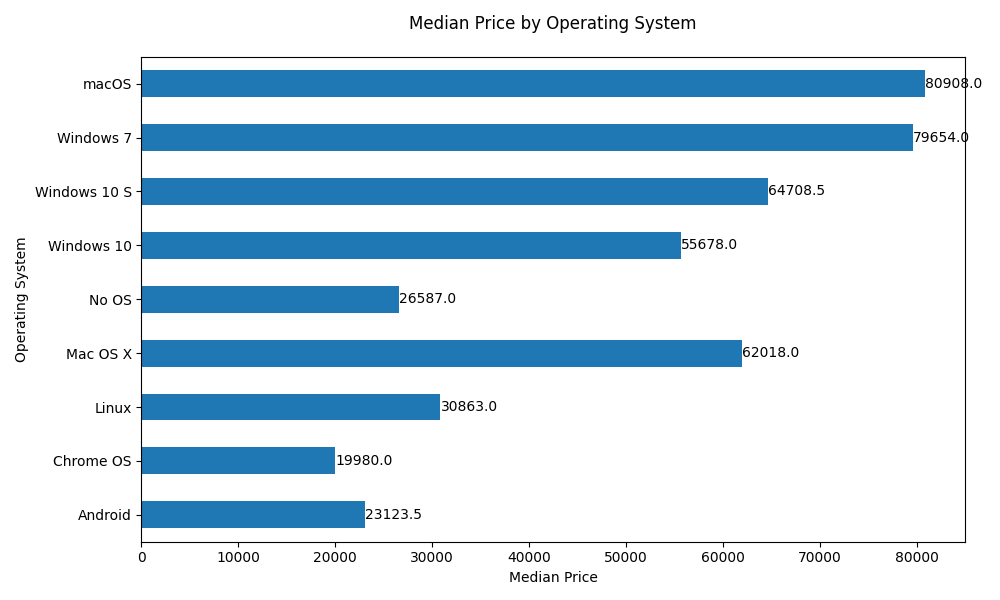 Median Price by Operating System
Operating System
macOS 80908.0
Windows 7 79654.0
Windows 10 S 64708.5
Windows 10 55678.0
No OS 26587.0
Mac OS X 62018.0
Linux 30863.0
Chrome OS 19980.0
Android 23123.5
0 10000 20000 30000 40000 50000 60000 70000 80000
Median Price